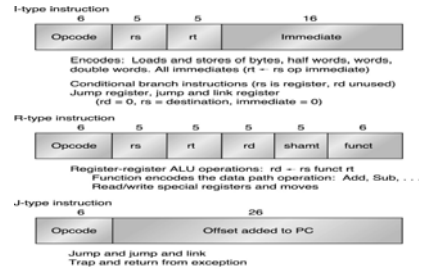 I-type instruction
6 5 5 16
Opcode rs rt Immediate
Encodes: Loads and stores of bytes, half words, words,
double words. All immediates (rt ← rs op immediate)
Conditional branch instructions (rs is register, rd unused)
Jump register, jump and link register
(rd = 0, rs = destination, immediate = 0)
R-type instruction
6 5 5 5 5 6
Opcode rs rt rd shamt funct
Register-register ALU operations: rd ← rs funct rt
Function encodes the data path operation: Add, Sub, . . .
Read/write special registers and moves
J-type instruction
6 26
Opcode Offset added to PC
Jump and jump and link
Trap and return from exception